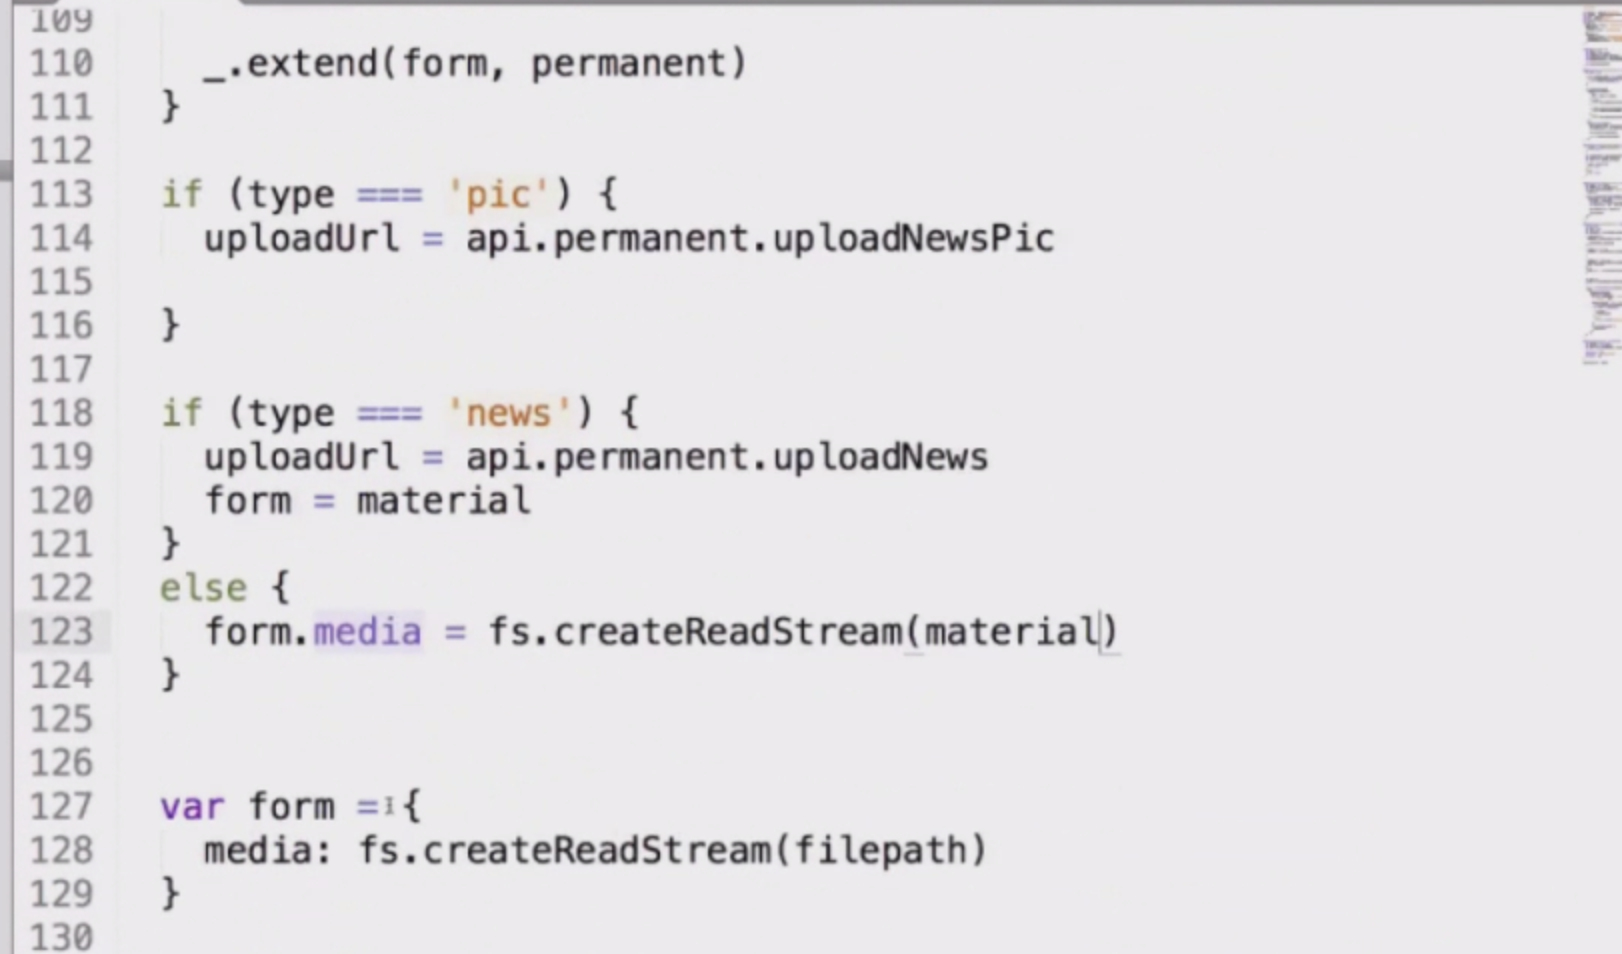 109
110 _.extend(form, permanent)
111 }
112
113 if (type === 'pic') {
114 uploadUrl = api.permanent.uploadNewsPic
115
116 }
117
118 if (type === 'news') {
119 uploadUrl = api.permanent.uploadNews
120 form = material
121 }
122 else {
123 form.media = fs.createReadStream(material)
124 }
125
126
127 var form = {
128 media: fs.createReadStream(filepath)
129 }
130